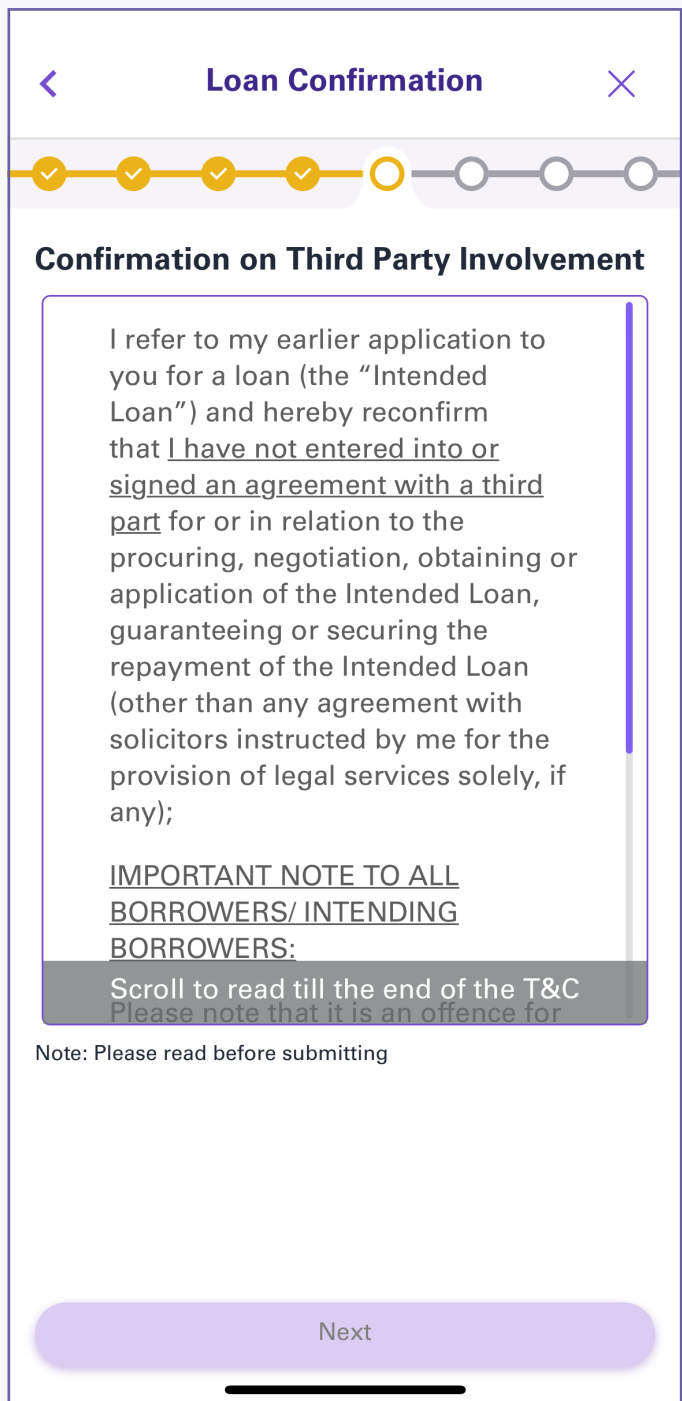 Loan Confirmation
Confirmation on Third Party Involvement
I refer to my earlier application to
you for a loan (the “Intended
Loan”) and hereby reconfirm
that I have not entered into or
signed an agreement with a third
part for or in relation to the
procuring, negotiation, obtaining or
application of the Intended Loan,
guaranteeing or securing the
repayment of the Intended Loan
(other than any agreement with
solicitors instructed by me for the
provision of legal services solely, if
any);
IMPORTANT NOTE TO ALL
BORROWERS/ INTENDING
BORROWERS:
Scroll to read till the end of the T&C
Please note that it is an offence for
Note: Please read before submitting
Next